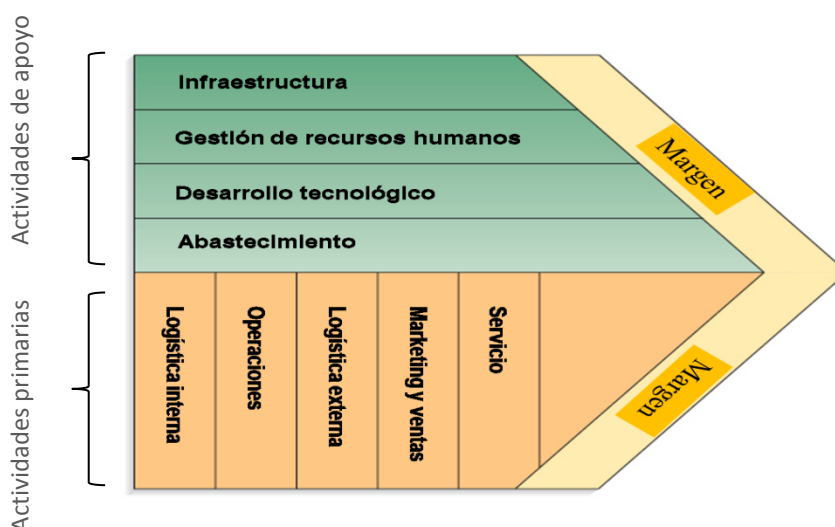 Actividades de apoyo
Infraestructura
Gestión de recursos humanos
Desarrollo tecnológico
Abastecimiento
Margen
Actividades primarias
Logística interna
Operaciones
Logística externa
Marketing y ventas
Servicio
Margen